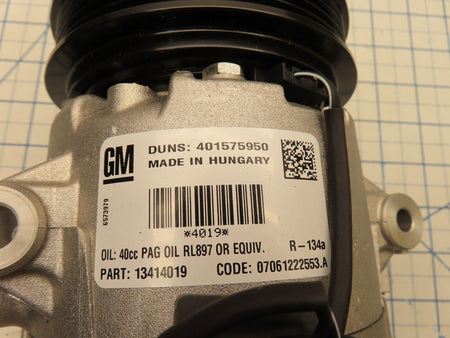 GM
DUNS: 401575950
MADE IN HUNGARY
6573979
*4019*
OIL: 40cc PAG OIL RL897 OR EQUIV. R-134a
PART: 13414019 CODE: 07061222553.A